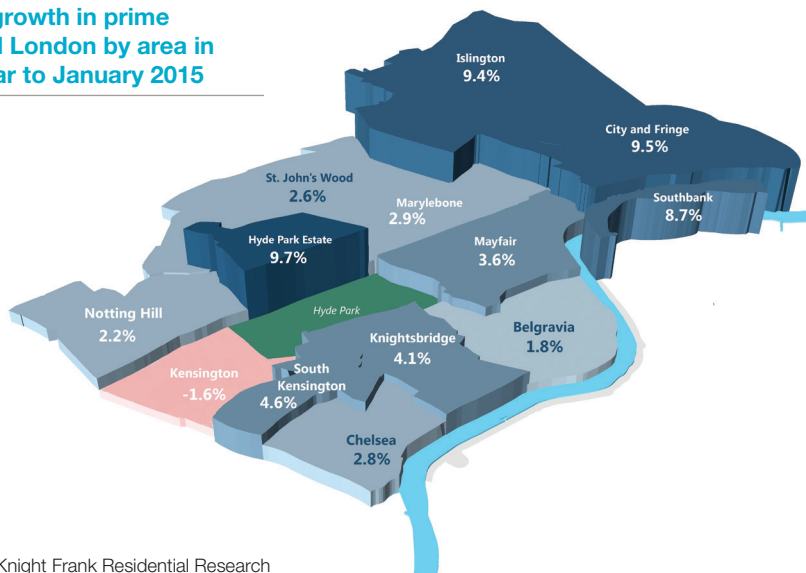 growth in prime
London by area in
to January 2015
Islington
9.4%
City and Fringe
9.5%
St. John's Wood
2.6%
Southbank
8.7%
Marylebone
2.9%
Hyde Park Estate
9.7%
Mayfair
3.6%
Notting Hill
2.2%
Hyde Park
Belgravia
1.8%
Knightsbridge
4.1%
Kensington
-1.6%
South
Kensington
4.6%
Chelsea
2.8%
Knight Frank Residential Research